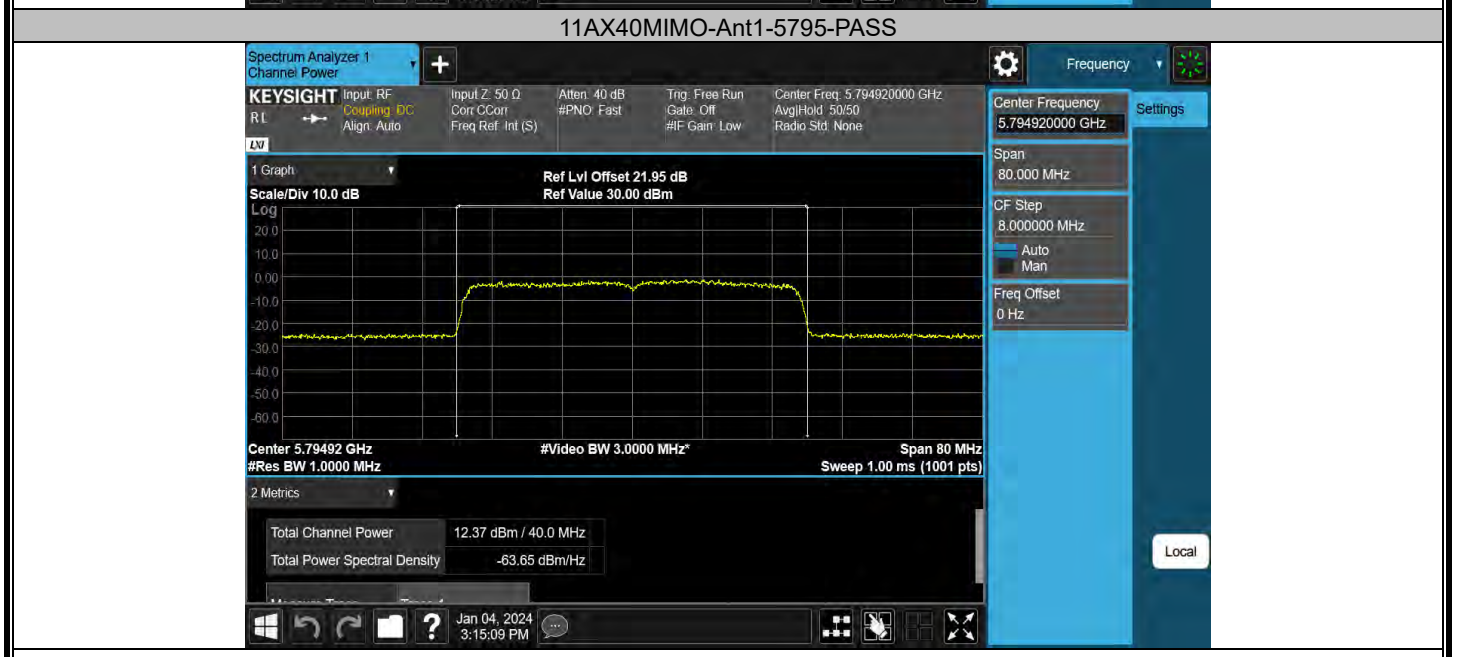 11AX40MIMO-Ant1-5795-PASS
Spectrum Analyzer 1
Channel Power
+
Frequency
KEYSIGHT
RL
LXI
Input: RF
Coupling: DC
Align: Auto
Input Z: 50 Ω
Corr CCorr
Freq Ref: Int (S)
Atten: 40 dB
#PNO: Fast
Trig: Free Run
Gate: Off
#IF Gain: Low
Center Freq: 5.794920000 GHz
Avg|Hold: 50/50
Radio Std: None
Center Frequency
5.794920000 GHz
Settings
Span
80.000 MHz
CF Step
8.000000 MHz
Auto
Man
Freq Offset
0 Hz
1 Graph
Scale/Div 10.0 dB
Ref Lvl Offset 21.95 dB
Ref Value 30.00 dBm
Log
20.0
10.0
0.00
-10.0
-20.0
-30.0
-40.0
-50.0
-60.0
Center 5.79492 GHz
#Video BW 3.0000 MHz*
Span 80 MHz
#Res BW 1.0000 MHz
Sweep 1.00 ms (1001 pts)
2 Metrics
Total Channel Power 12.37 dBm / 40.0 MHz
Total Power Spectral Density -63.65 dBm/Hz
Local
?
Jan 04, 2024
3:15:09 PM